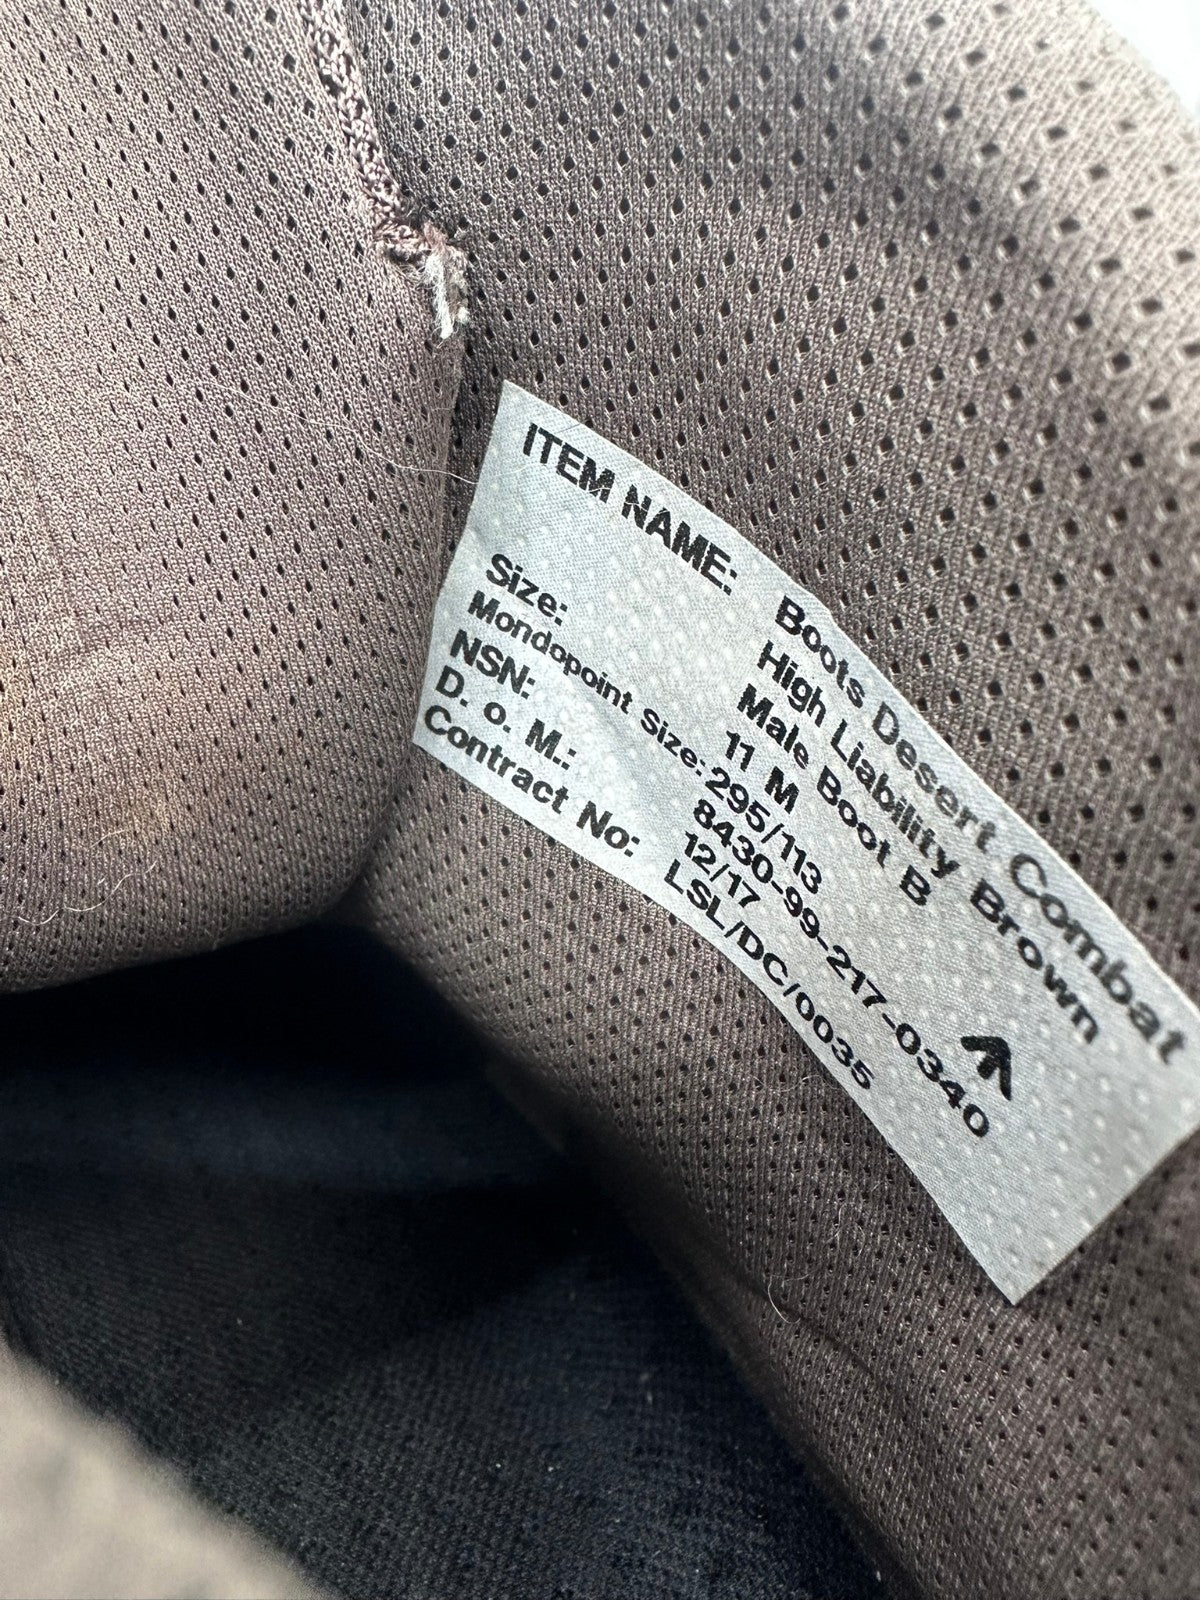 ITEM NAME: Boots Desert Combat
High Liability Brown
Male Boot B
Size: 11 M
Mondopoint Size: 295/113
NSN: 8430-99-217-0340
D. o. M.: 12/17
Contract No: LSL/DC/0035